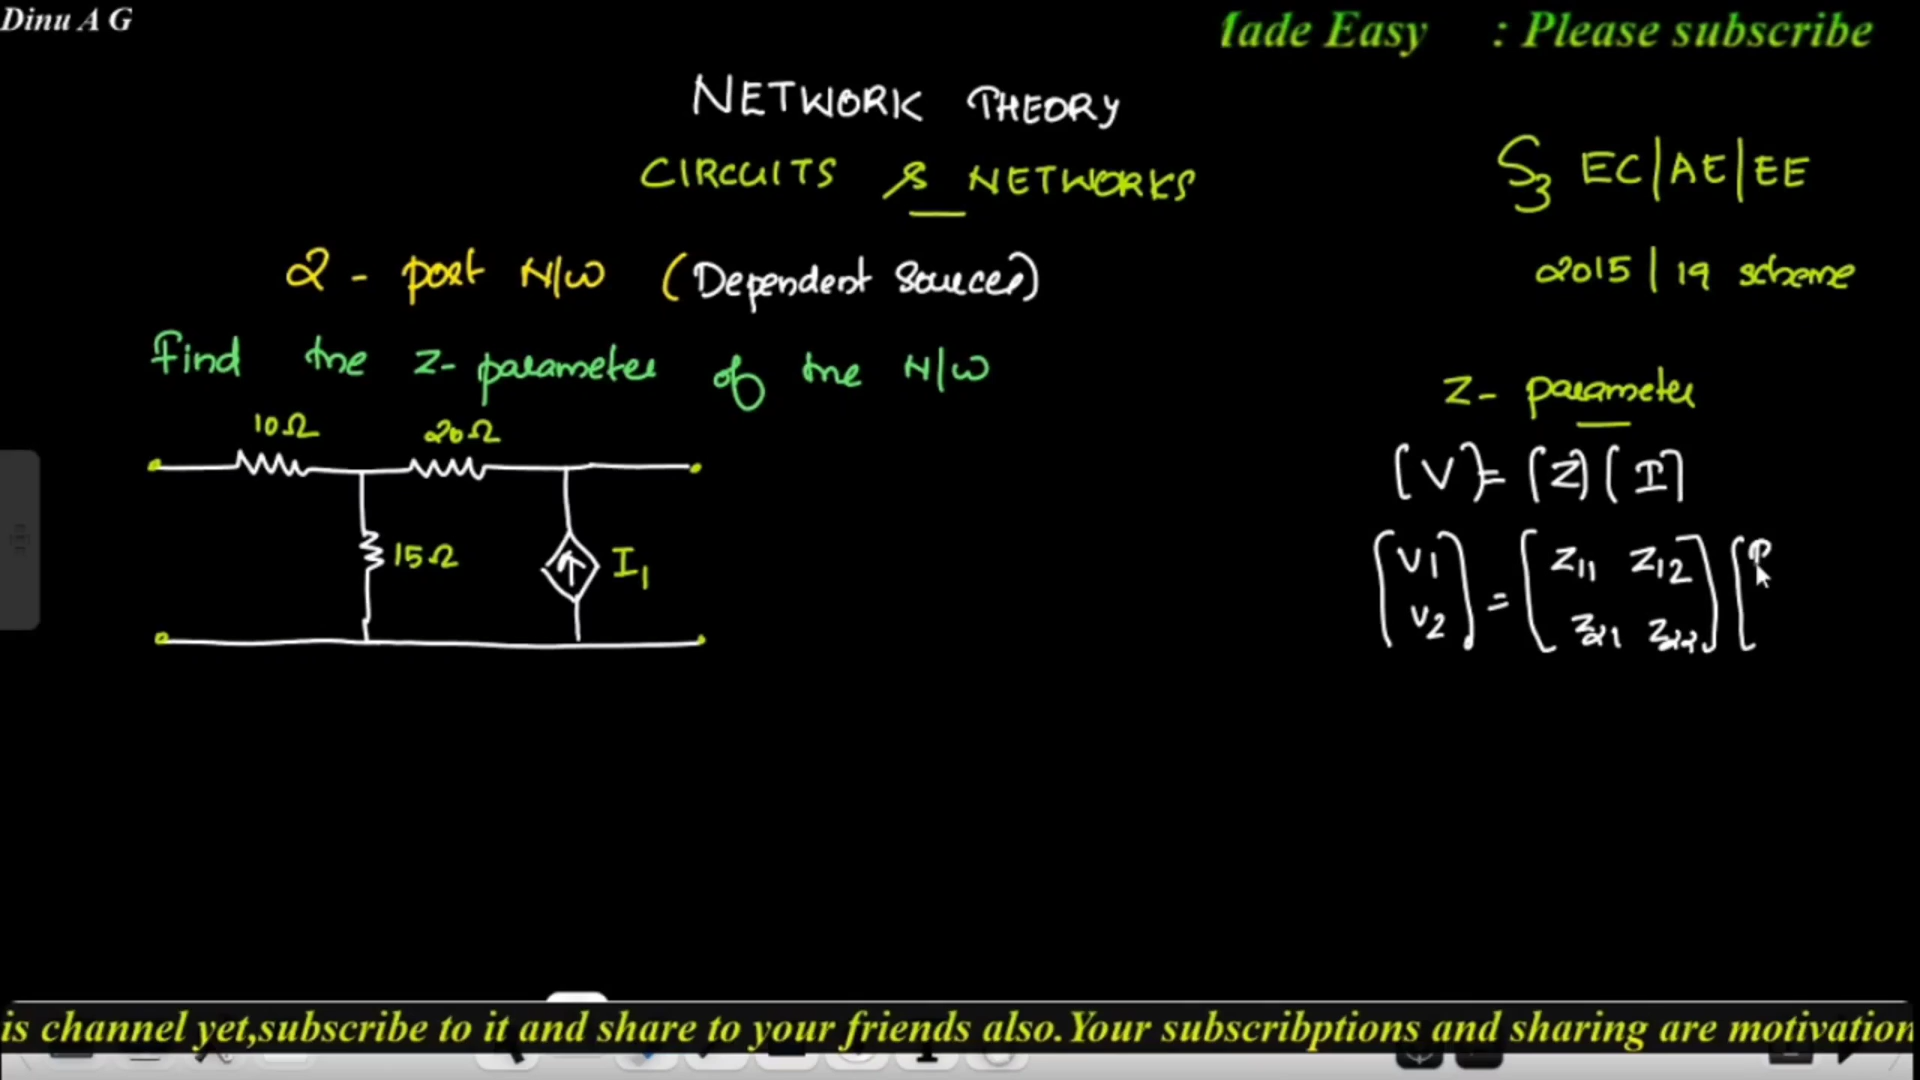 Dinu A G
Made Easy : Please subscribe
NETWORK THEORY
CIRCUITS & NETWORKS
S3 EC|AE|EE
2015 | 19 scheme
2 - port N/W (Dependent Sources)
Find the Z- parameter of the N/W
Z- parameter
10Ω 20Ω
[V] = [Z] [I]
15Ω I1
[V1 V2] = [Z11 Z12
Z21 Z22] [
is channel yet,subscribe to it and share to your friends also.Your subscribptions and sharing are motivation